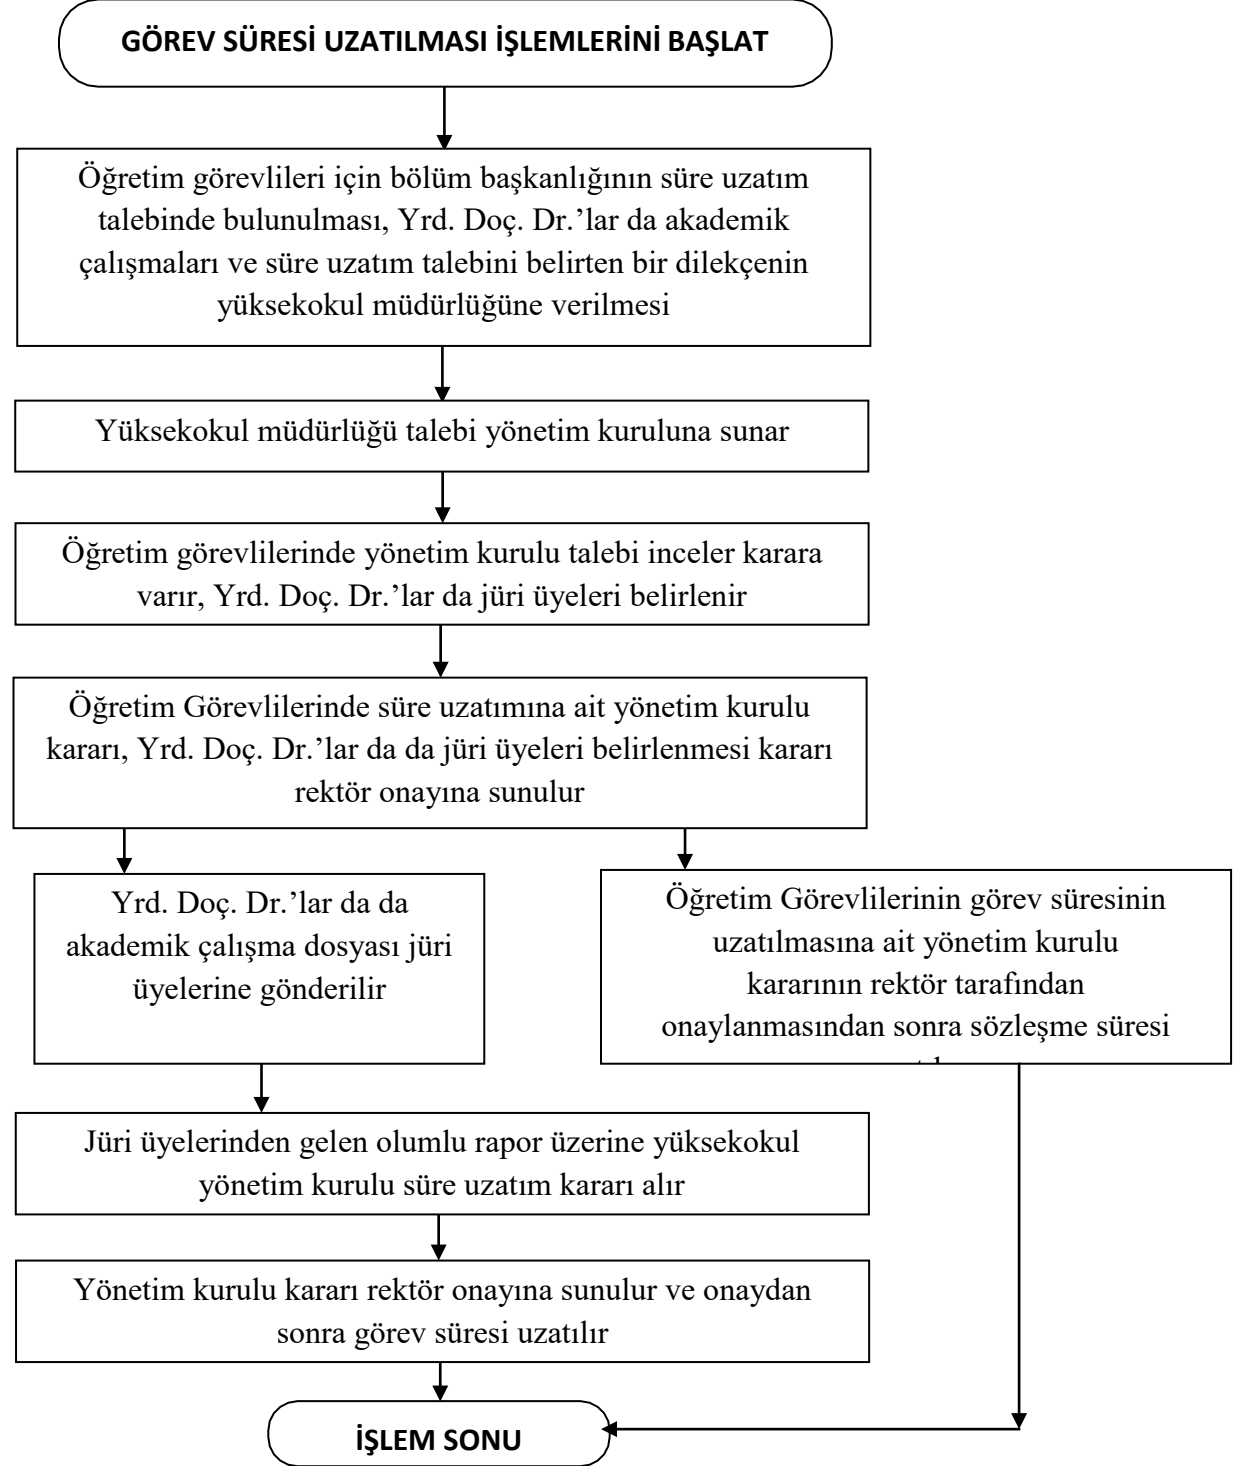 GÖREV SÜRESİ UZATILMASI İŞLEMLERİNİ BAŞLAT
Öğretim görevlileri için bölüm başkanlığının süre uzatım
talebinde bulunulması, Yrd. Doç. Dr.’lar da akademik
çalışmaları ve süre uzatım talebini belirten bir dilekçenin
yüksekokul müdürlüğüne verilmesi
Yüksekokul müdürlüğü talebi yönetim kuruluna sunar
Öğretim görevlilerinde yönetim kurulu talebi inceler karara
varır, Yrd. Doç. Dr.’lar da jüri üyeleri belirlenir
Öğretim Görevlilerinde süre uzatımına ait yönetim kurulu
kararı, Yrd. Doç. Dr.’lar da da jüri üyeleri belirlenmesi kararı
rektör onayına sunulur
Yrd. Doç. Dr.’lar da da
akademik çalışma dosyası jüri
üyelerine gönderilir
Öğretim Görevlilerinin görev süresinin
uzatılmasına ait yönetim kurulu
kararının rektör tarafından
onaylanmasından sonra sözleşme süresi
Jüri üyelerinden gelen olumlu rapor üzerine yüksekokul
yönetim kurulu süre uzatım kararı alır
Yönetim kurulu kararı rektör onayına sunulur ve onaydan
sonra görev süresi uzatılır
İŞLEM SONU